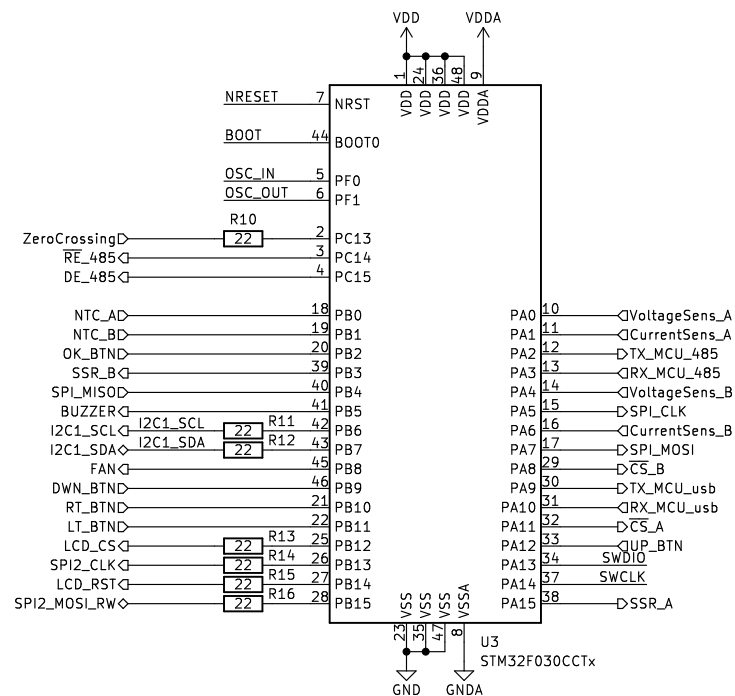 VDD VDDA
1 24 36 48 9
VDD VDD VDD VDD VDDA
NRESET 7 NRST
BOOT 44 BOOT0
OSC_IN 5 PF0
OSC_OUT 6 PF1
R10
ZeroCrossing 22 2 PC13
RE_485 3 PC14
DE_485 4 PC15
NTC_A 18 PB0 PA0 10 VoltageSens_A
NTC_B 19 PB1 PA1 11 CurrentSens_A
OK_BTN 20 PB2 PA2 12 TX_MCU_485
SSR_B 39 PB3 PA3 13 RX_MCU_485
SPI_MISO 40 PB4 PA4 14 VoltageSens_B
BUZZER 41 PB5 PA5 15 SPI_CLK
I2C1_SCL I2C1_SCL 22 R11 42 PB6 PA6 16 CurrentSens_B
I2C1_SDA I2C1_SDA 22 R12 43 PB7 PA7 17 SPI_MOSI
FAN 45 PB8 PA8 29 CS_B
DWN_BTN 46 PB9 PA9 30 TX_MCU_usb
RT_BTN 21 PB10 PA10 31 RX_MCU_usb
LT_BTN 22 PB11 PA11 32 CS_A
LCD_CS 22 R13 25 PB12 PA12 33 UP_BTN
SPI2_CLK 22 R14 26 PB13 PA13 34 SWDIO
LCD_RST 22 R15 27 PB14 PA14 37 SWCLK
SPI2_MOSI_RW 22 R16 28 PB15 PA15 38 SSR_A
VSS VSS VSS VSSA
23 35 47 8
U3
STM32F030CCTx
GND GNDA